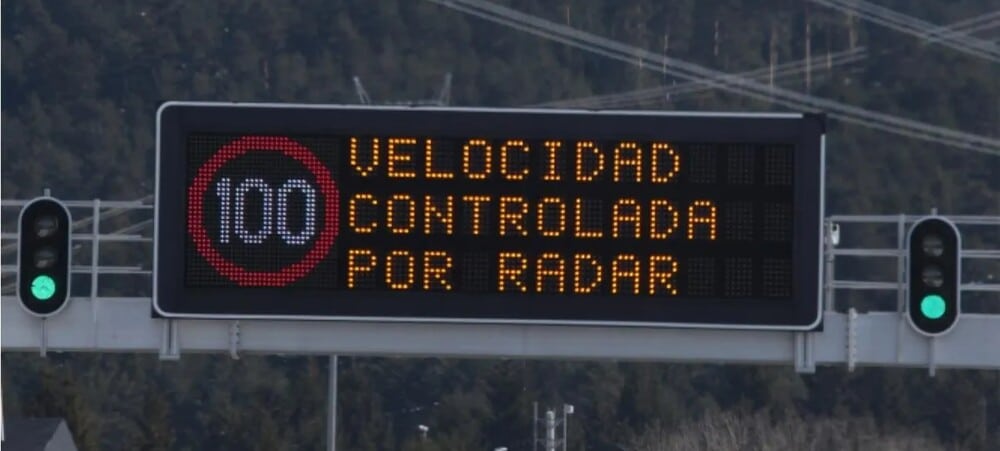 100
VELOCIDAD
CONTROLADA
POR RADAR